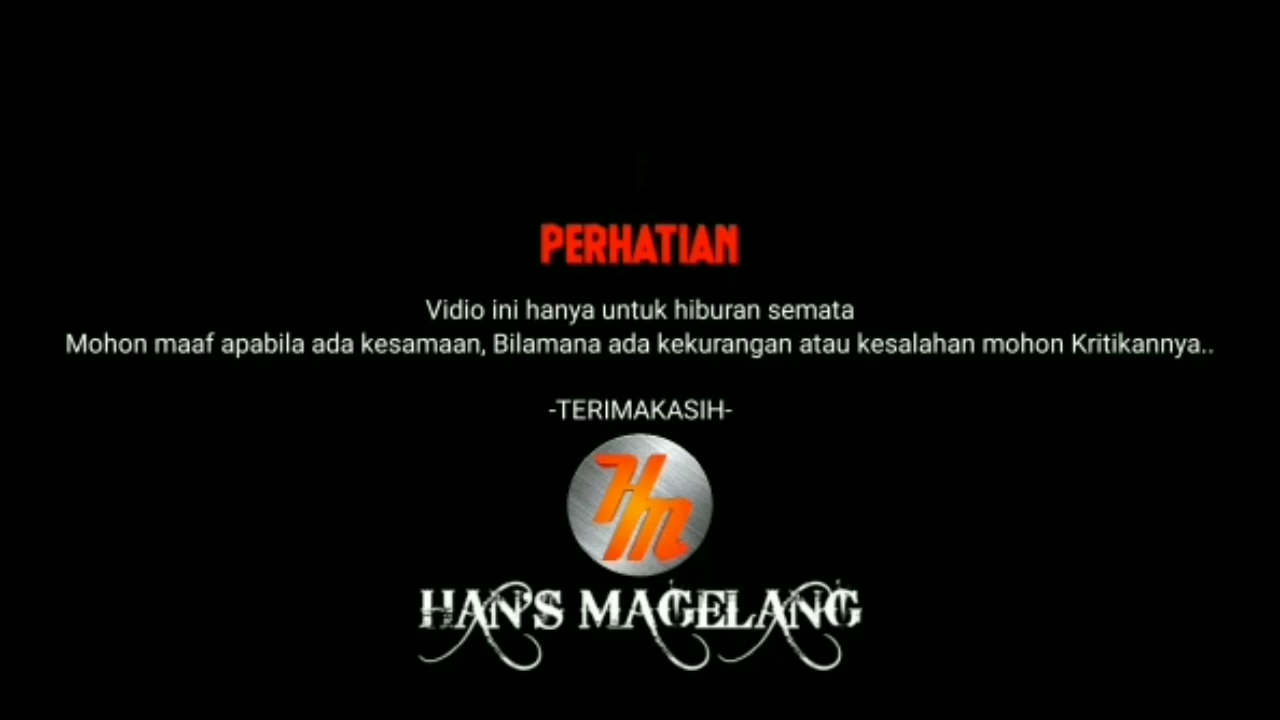 PERHATIAN
Vidio ini hanya untuk hiburan semata
Mohon maaf apabila ada kesamaan, Bilamana ada kekurangan atau kesalahan mohon Kritikannya..
-TERIMAKASIH-
HM
HAN'S MAGELANG